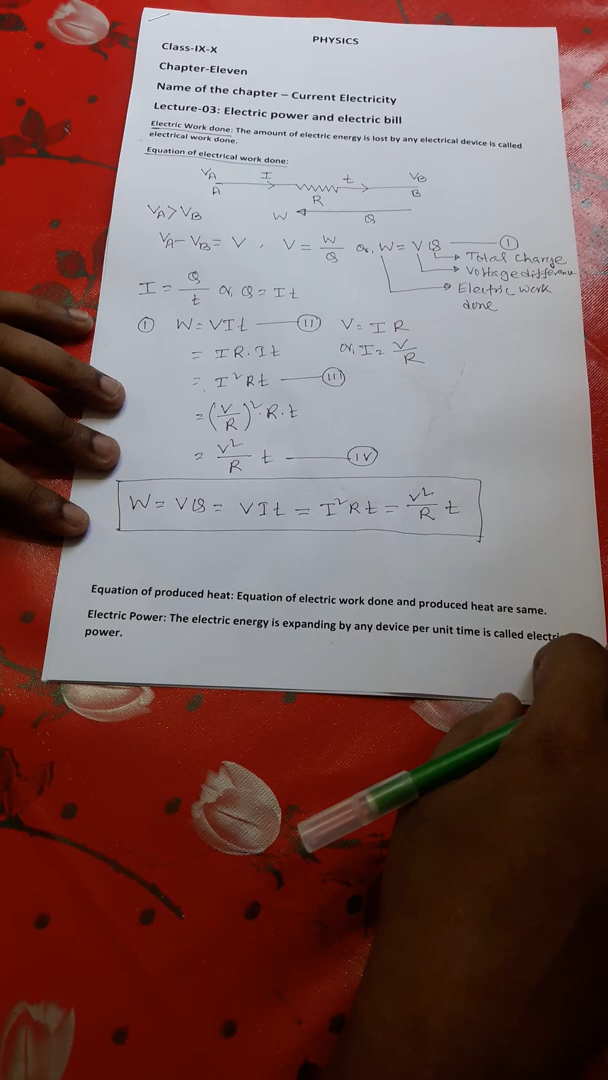 PHYSICS
Class-IX-X
Chapter-Eleven
Name of the chapter – Current Electricity
Lecture-03: Electric power and electric bill
Electric Work done: The amount of electric energy is lost by any electrical device is called
electrical work done.
Equation of electrical work done:
VA I t VB
A R B
VA > VB W Q
VA − VB = V, V = W/Q or, W = VQ (I)
Total Charge
Voltage difference
Electric work
done
I = Q/t or, Q = It
(I) W = VIt (II) V = IR
= IR.It or, I = V/R
= I²Rt (III)
= (V/R)².R.t
= V²/R t (IV)
W = VQ = VIt = I²Rt = V²/R t
Equation of produced heat: Equation of electric work done and produced heat are same.
Electric Power: The electric energy is expanding by any device per unit time is called
power.